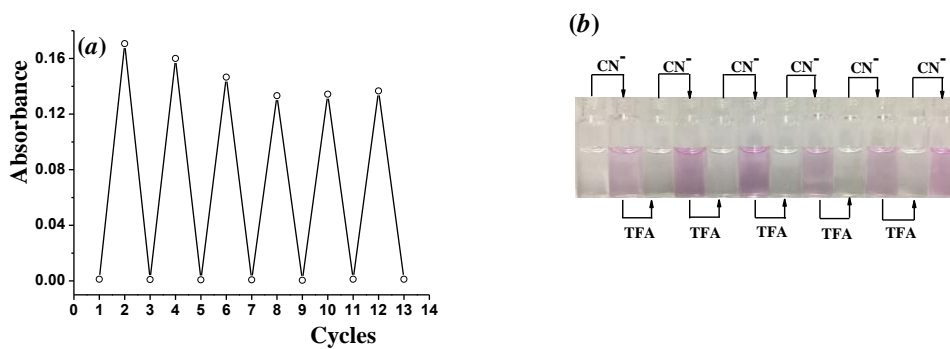 (a)
Absorbance
0.16
0.12
0.08
0.04
0.00
0 1 2 3 4 5 6 7 8 9 10 11 12 13 14
Cycles
(b)
CN⁻ CN⁻ CN⁻ CN⁻ CN⁻ CN⁻
TFA TFA TFA TFA TFA